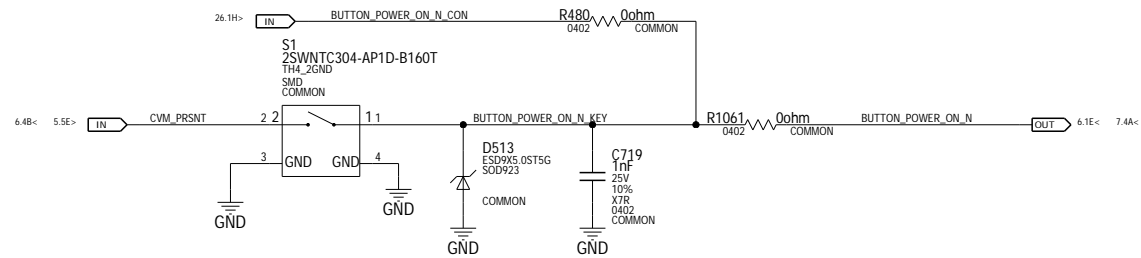 26.1H> IN BUTTON_POWER_ON_N_CON R480 0ohm
0402 COMMON
S1
2SWNTC304-AP1D-B160T
TH4_2GND
SMD
COMMON
6.4B< 5.5E> IN CVM_PRSNT 2 2 1 1 BUTTON_POWER_ON_N_KEY R1061 0ohm BUTTON_POWER_ON_N OUT 6.1E< 7.4A<
0402 COMMON
3 GND GND 4
GND
GND
D513
ESD9X5.0ST5G
SOD923
COMMON
GND
C719
1nF
25V
10%
X7R
0402
COMMON
GND